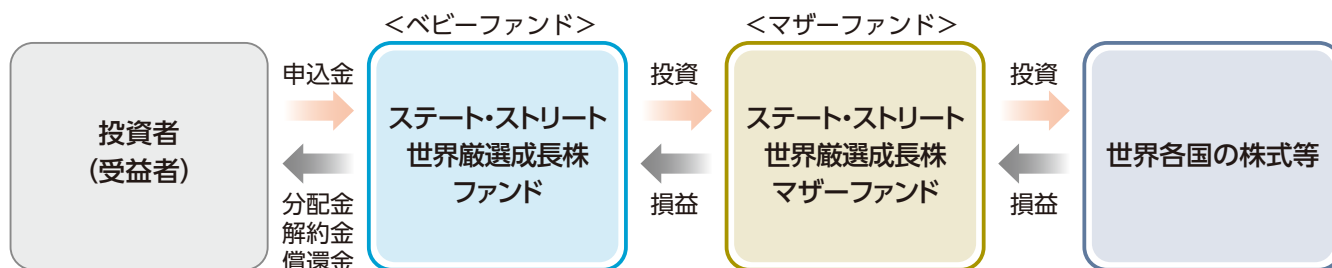 ＜ベビーファンド＞
＜マザーファンド＞
投資者
（受益者）
申込金
分配金
解約金
償還金
ステート・ストリート
世界厳選成長株
ファンド
投資
損益
ステート・ストリート
世界厳選成長株
マザーファンド
投資
損益
世界各国の株式等